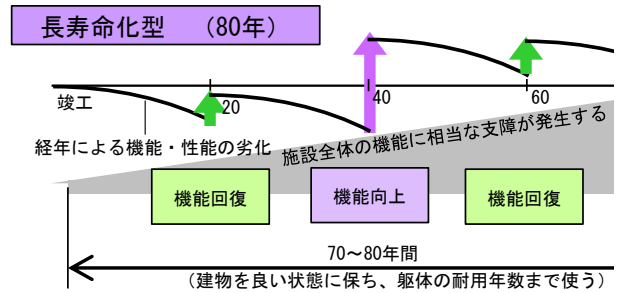 長寿命化型　（80年）
竣工
20
40
60
経年による機能・性能の劣化
施設全体の機能に相当な支障が発生する
機能回復
機能向上
機能回復
70～80年間
（建物を良い状態に保ち、躯体の耐用年数まで使う）